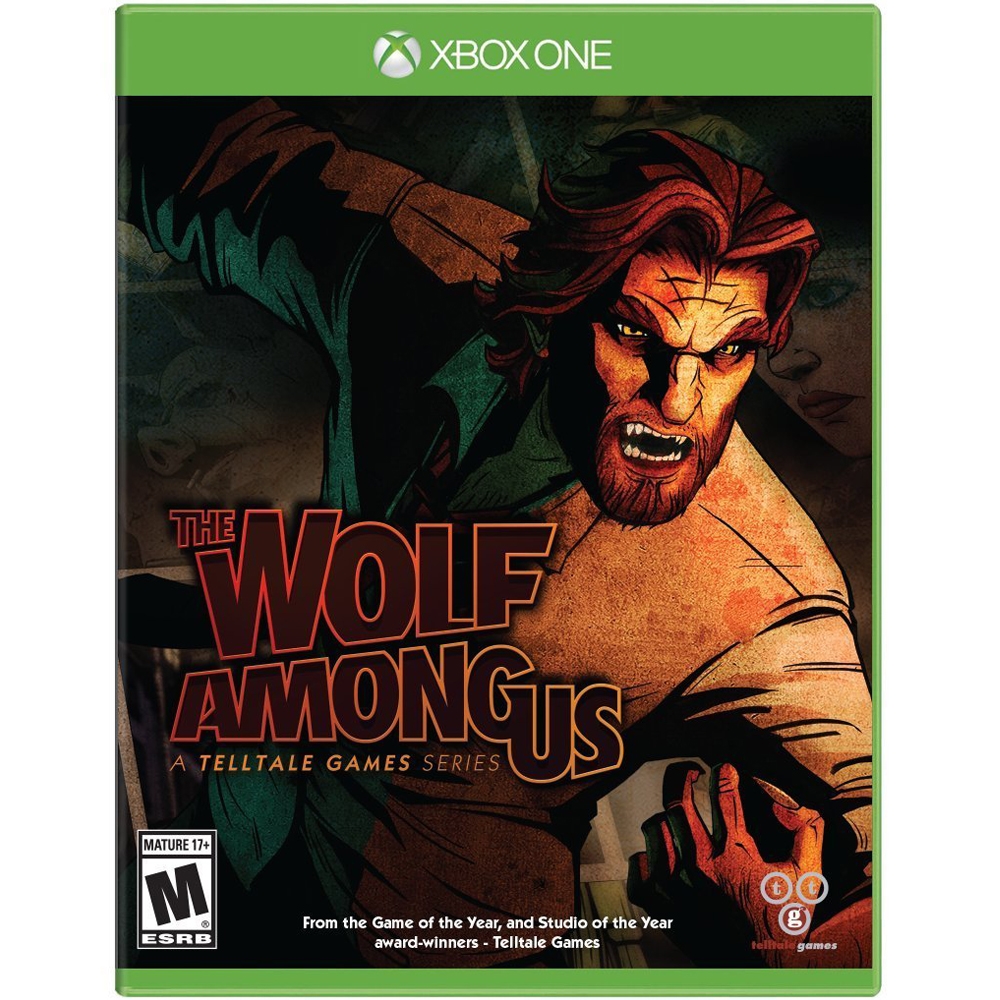 XBOX ONE
THE
WOLF
AMONG US
A TELLTALE GAMES SERIES
MATURE 17+
M
ESRB
From the Game of the Year, and Studio of the Year
award-winners - Telltale Games
t t
g
telltale games